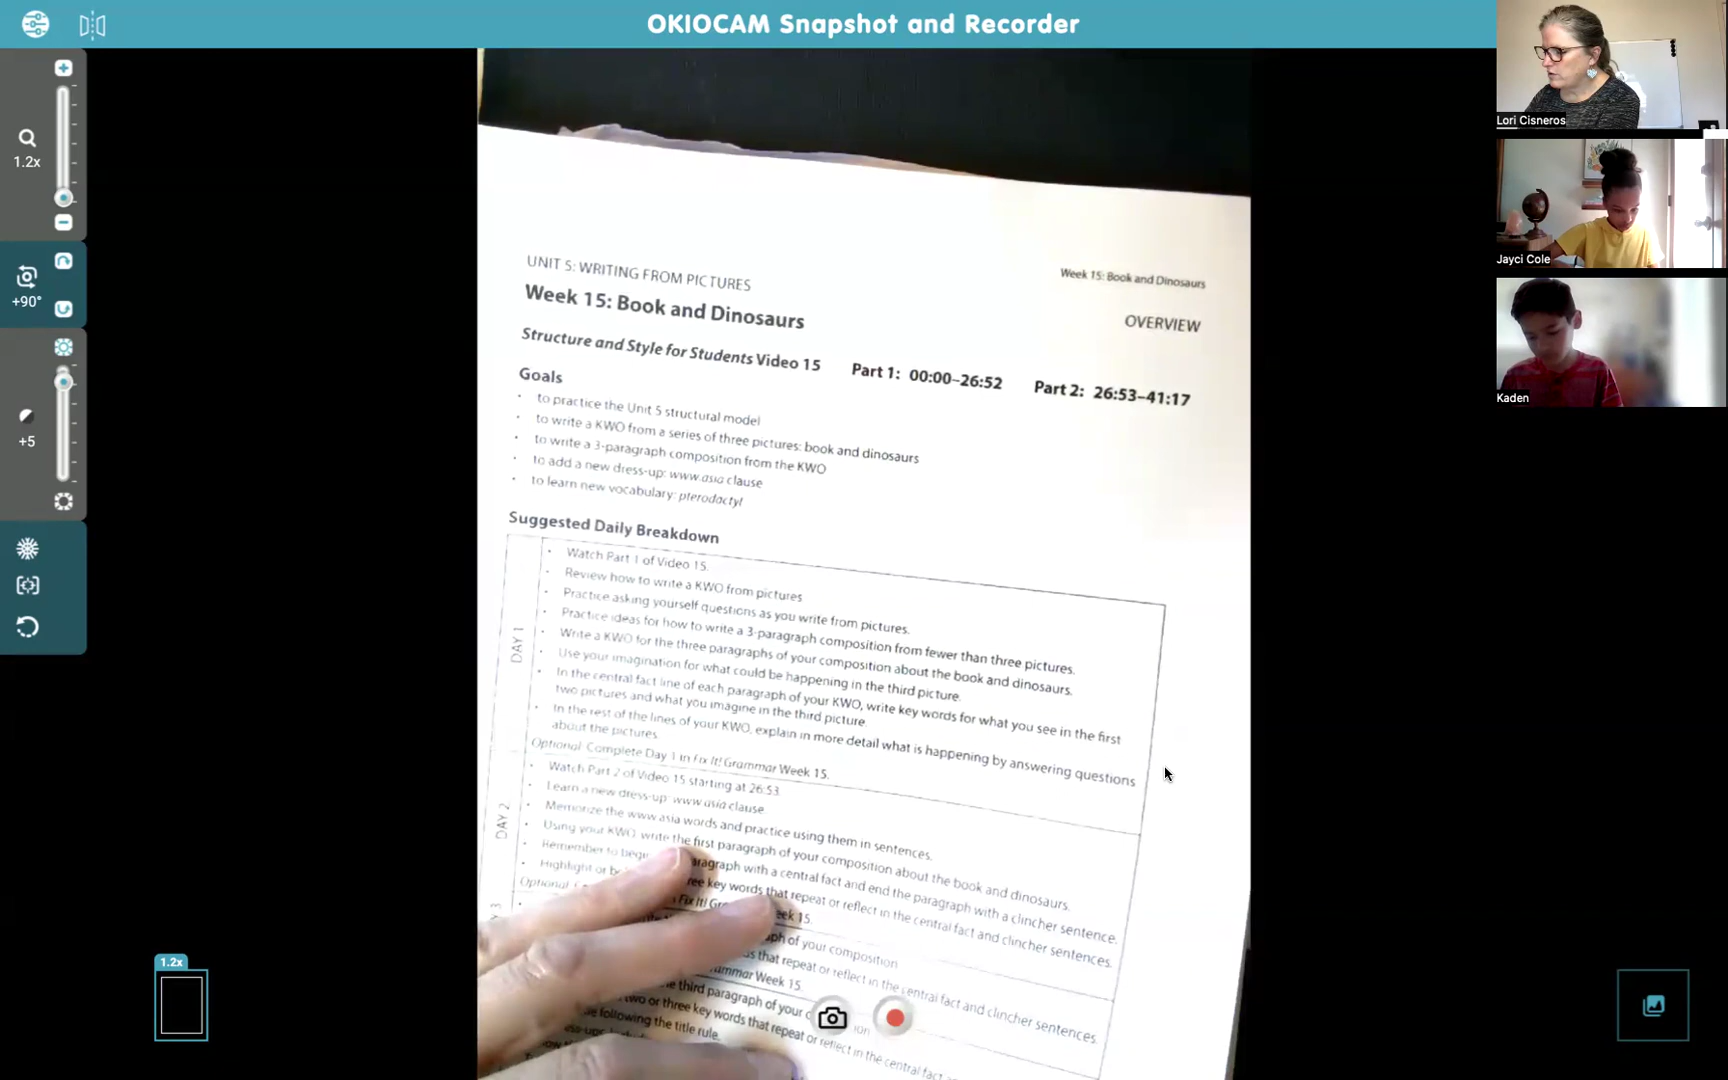 OKIOCAM Snapshot and Recorder
1.2x
+90°
+5
1.2x
Lori Cisneros
Jayci Cole
Kaden
Week 15: Book and Dinosaurs
OVERVIEW
UNIT 5: WRITING FROM PICTURES
Week 15: Book and Dinosaurs
Structure and Style for Students Video 15 Part 1: 00:00–26:52 Part 2: 26:53–41:17
Goals
• to practice the Unit 5 structural model
• to write a KWO from a series of three pictures: book and dinosaurs
• to write a 3-paragraph composition from the KWO
• to add a new dress-up: www.asia clause
• to learn new vocabulary: pterodactyl
Suggested Daily Breakdown
DAY 1
• Watch Part 1 of Video 15.
• Review how to write a KWO from pictures
• Practice asking yourself questions as you write from pictures.
• Practice ideas for how to write a 3-paragraph composition from fewer than three pictures.
• Write a KWO for the three paragraphs of your composition about the book and dinosaurs.
• Use your imagination for what could be happening in the third picture.
• In the central fact line of each paragraph of your KWO, write key words for what you see in the first
two pictures and what you imagine in the third picture.
• In the rest of the lines of your KWO, explain in more detail what is happening by answering questions
about the pictures.
Optional: Complete Day 1 in Fix It! Grammar Week 15.
DAY 2
• Watch Part 2 of Video 15 starting at 26:53
• Learn a new dress-up: www.asia clause.
• Memorize the www.asia words and practice using them in sentences.
• Using your KWO, write the first paragraph of your composition about the book and dinosaurs.
• Remember to begin paragraph with a central fact and end the paragraph with a clincher sentence.
• Highlight or three key words that repeat or reflect in the central fact and clincher sentences.
Optional: Fix It! Week 15.
3
of your composition
that repeat or reflect in the central fact and clincher sentences.
Week 15.
third paragraph of your
two or three key words that repeat or reflect in the central fact
following the title rule.